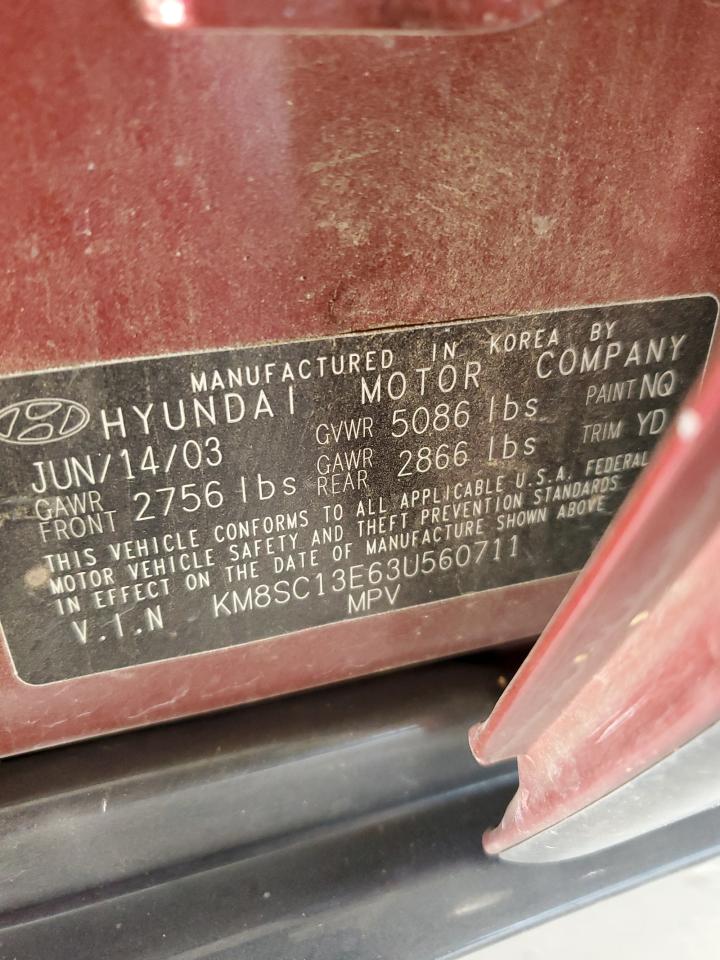 MANUFACTURED IN KOREA BY
HYUNDAI MOTOR COMPANY
JUN/14/03 GVWR 5086 lbs PAINT NQ
GAWR FRONT 2756 lbs GAWR REAR 2866 lbs TRIM YD
THIS VEHICLE CONFORMS TO ALL APPLICABLE U.S.A. FEDERAL
MOTOR VEHICLE SAFETY AND THEFT PREVENTION STANDARDS
IN EFFECT ON THE DATE OF MANUFACTURE SHOWN ABOVE
V.I.N KM8SC13E63U560711
MPV